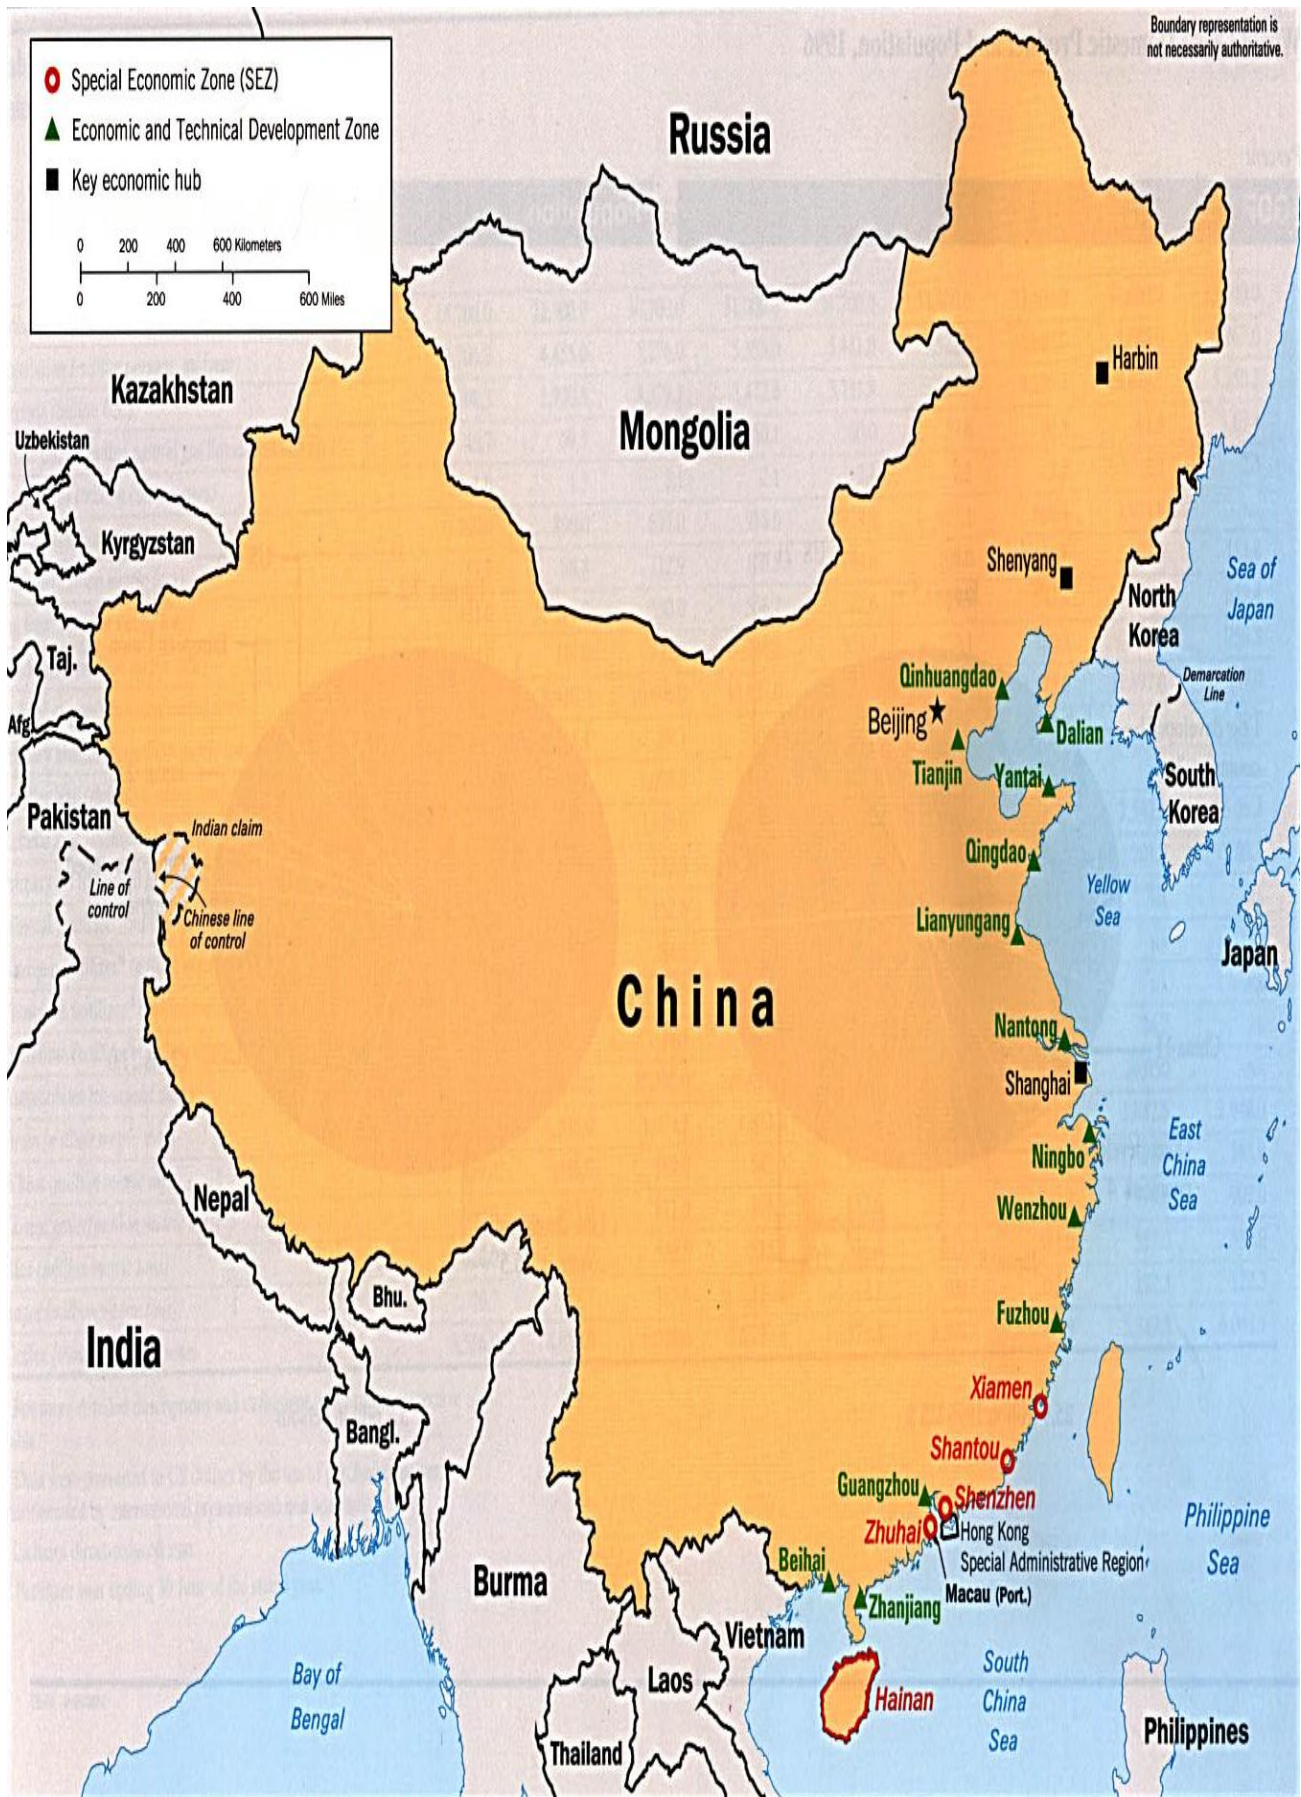 Boundary representation is
not necessarily authoritative.
Special Economic Zone (SEZ)
Economic and Technical Development Zone
Key economic hub
0 200 400 600 Kilometers
0 200 400 600 Miles
Russia
Kazakhstan
Uzbekistan
Mongolia
Harbin
Kyrgyzstan
Shenyang
North
Korea
Sea of
Japan
Taj.
Afg.
Qinhuangdao
Beijing
Dalian
Demarcation
Line
Tianjin
Yantai
South
Korea
Pakistan
Indian claim
Line of
control
Chinese line
of control
Qingdao
Yellow
Sea
Lianyungang
Japan
China
Nantong
Shanghai
East
China
Sea
Ningbo
Nepal
Wenzhou
Bhu.
Fuzhou
India
Xiamen
Bangl.
Shantou
Guangzhou
Shenzhen
Zhuhai
Hong Kong
Special Administrative Region
Macau (Port.)
Philippine
Sea
Beihai
Zhanjiang
Burma
Vietnam
Laos
Bay of
Bengal
Hainan
South
China
Sea
Thailand
Philippines